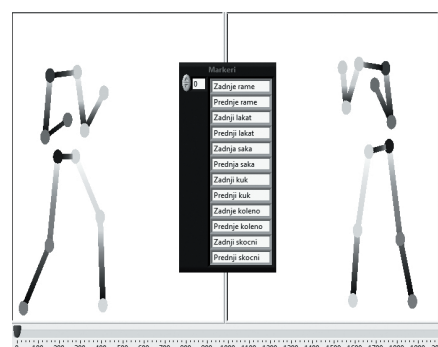 Markeri
0
Zadnje rame
Prednje rame
Zadnji lakat
Prednji lakat
Zadnja saka
Prednja saka
Zadnji kuk
Prednji kuk
Zadnje koleno
Prednje koleno
Zadnji skocni
Prednji skocni